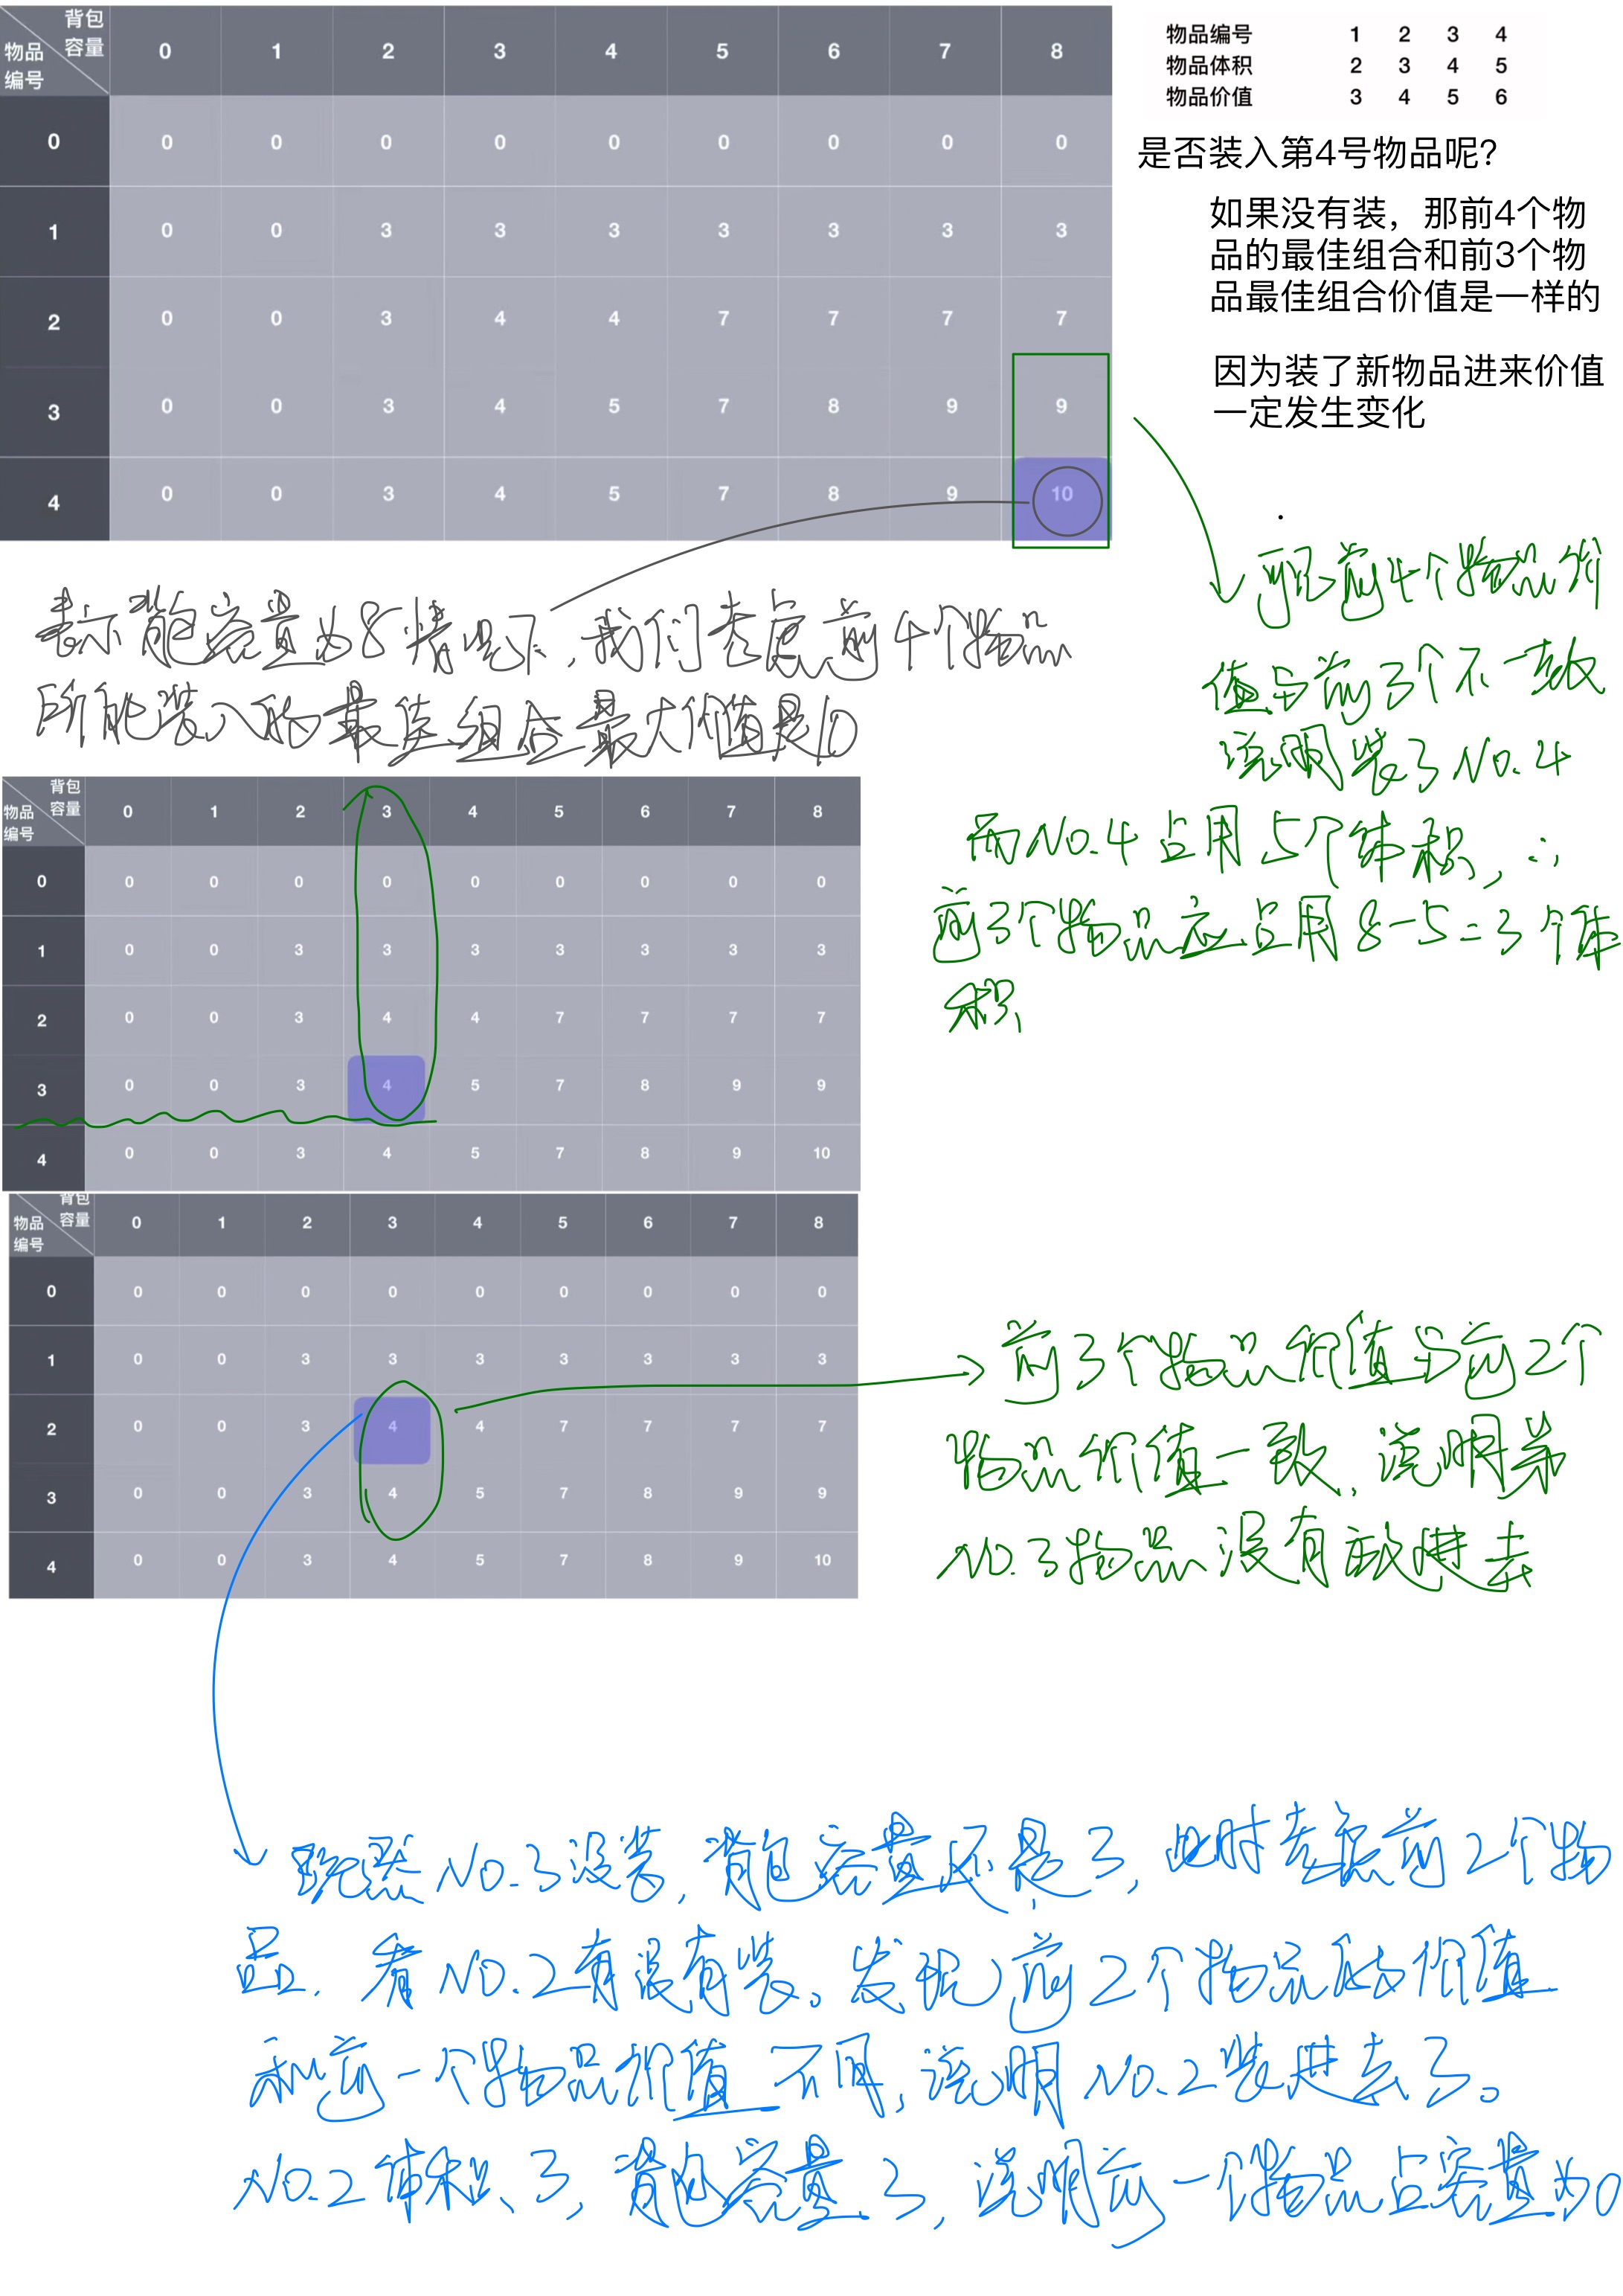 背包
容量
物品
编号
0 1 2 3 4 5 6 7 8
0 0 0 0 0 0 0 0 0 0
1 0 0 3 3 3 3 3 3 3
2 0 0 3 4 4 7 7 7 7
3 0 0 3 4 5 7 8 9 9
4 0 0 3 4 5 7 8 9 10
物品编号 1 2 3 4
物品体积 2 3 4 5
物品价值 3 4 5 6
是否装入第4号物品呢?
如果没有装，那前4个物
品的最佳组合和前3个物
品最佳组合价值是一样的
因为装了新物品进来价值
一定发生变化
可见前4个物品价
值与前3个不一致
说明装了No.4
而No.4占用5个体积,∴
前3个物品应占用8-5=3个体
积
表示背包容量为8情况下,我们考虑前4个物品
所能装入的最佳组合最大价值是10
背包
容量
物品
编号
0 1 2 3 4 5 6 7 8
0 0 0 0 0 0 0 0 0 0
1 0 0 3 3 3 3 3 3 3
2 0 0 3 4 4 7 7 7 7
3 0 0 3 4 5 7 8 9 9
4 0 0 3 4 5 7 8 9 10
背包
容量
物品
编号
0 1 2 3 4 5 6 7 8
0 0 0 0 0 0 0 0 0 0
1 0 0 3 3 3 3 3 3 3
2 0 0 3 4 4 7 7 7 7
3 0 0 3 4 5 7 8 9 9
4 0 0 3 4 5 7 8 9 10
前3个物品价值与前2个
物品价值一致,说明第
No.3物品没有放进去
既然No.3没装,背包容量还是3,此时考虑前2个物
品.看No.2有没有装。发现前2个物品的价值
和前一个物品价值不同,说明No.2装进去了。
No.2体积3,背包容量3,说明前一个物品占容量为0